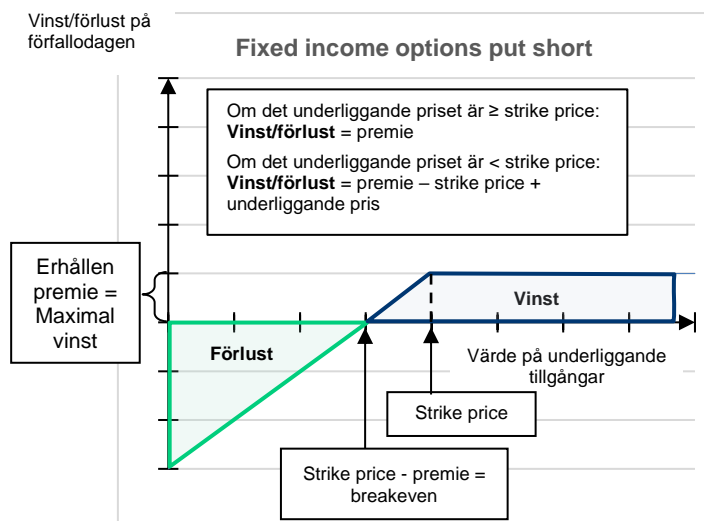 Vinst/förlust på
förfallodagen
Fixed income options put short
Om det underliggande priset är ≥ strike price:
Vinst/förlust = premie
Om det underliggande priset är < strike price:
Vinst/förlust = premie – strike price +
underliggande pris
Erhållen
premie =
Maximal
vinst
Vinst
Förlust
Värde på underliggande
tillgångar
Strike price
Strike price - premie =
breakeven